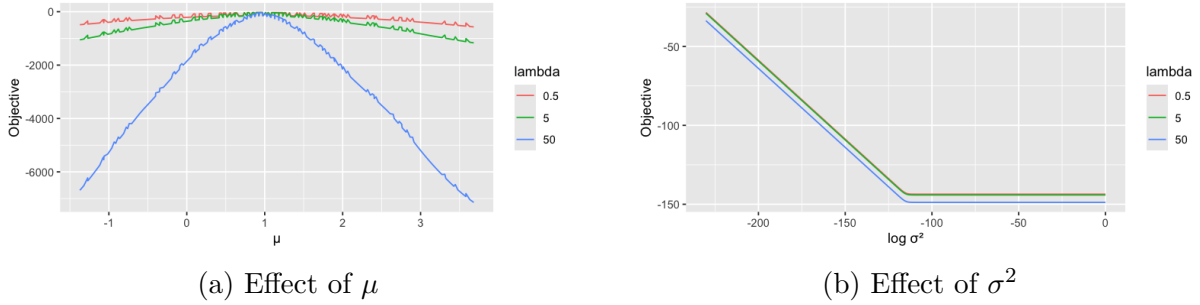 0
-2000
-4000
-6000
Objective
-1
0
1
2
3
μ
lambda
0.5
5
50
(a) Effect of μ
-50
-100
-150
Objective
-200
-150
-100
-50
0
log σ²
lambda
0.5
5
50
(b) Effect of σ²